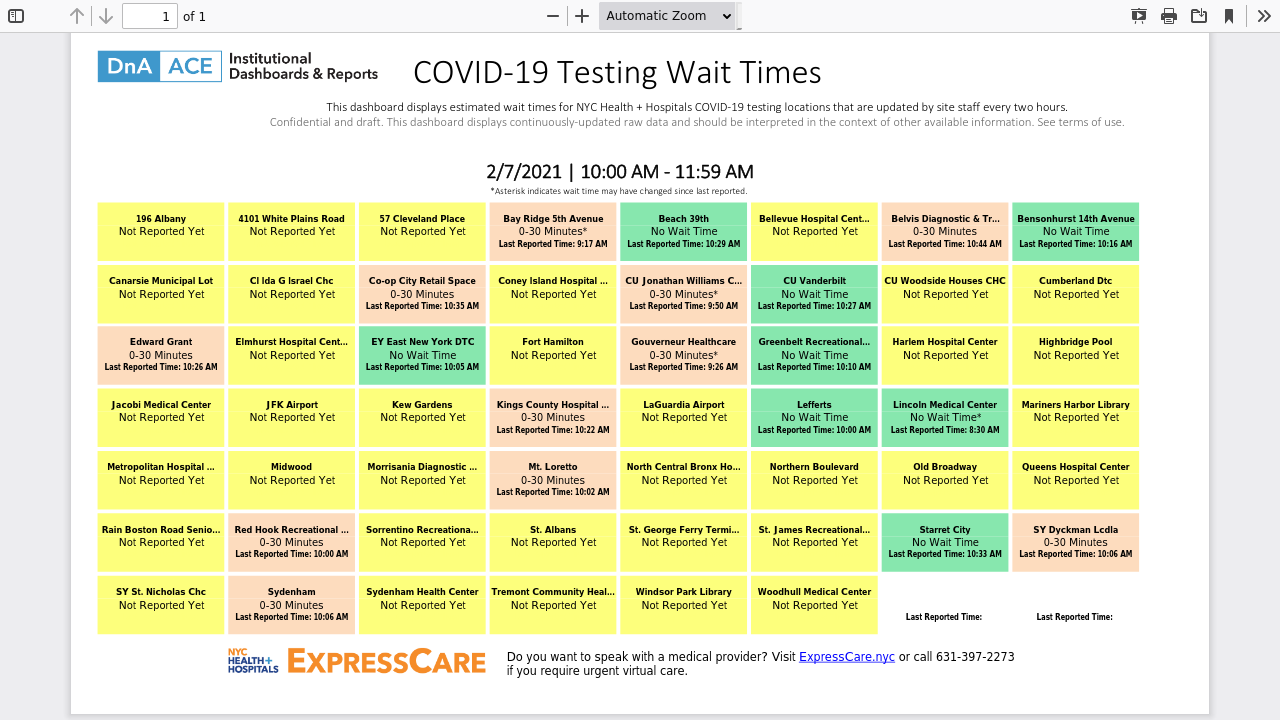 1 of 1
Automatic Zoom
DnA ACE Institutional
Dashboards & Reports
COVID-19 Testing Wait Times
This dashboard displays estimated wait times for NYC Health + Hospitals COVID-19 testing locations that are updated by site staff every two hours.
Confidential and draft. This dashboard displays continuously-updated raw data and should be interpreted in the context of other available information. See terms of use.
2/7/2021 | 10:00 AM - 11:59 AM
*Asterisk indicates wait time may have changed since last reported.
196 Albany
Not Reported Yet
4101 White Plains Road
Not Reported Yet
57 Cleveland Place
Not Reported Yet
Bay Ridge 5th Avenue
0-30 Minutes*
Last Reported Time: 9:17 AM
Beach 39th
No Wait Time
Last Reported Time: 10:29 AM
Bellevue Hospital Cent...
Not Reported Yet
Belvis Diagnostic & Tr...
0-30 Minutes
Last Reported Time: 10:44 AM
Bensonhurst 14th Avenue
No Wait Time
Last Reported Time: 10:16 AM
Canarsie Municipal Lot
Not Reported Yet
CI Ida G Israel Chc
Not Reported Yet
Co-op City Retail Space
0-30 Minutes
Last Reported Time: 10:35 AM
Coney Island Hospital ...
Not Reported Yet
CU Jonathan Williams C...
0-30 Minutes*
Last Reported Time: 9:50 AM
CU Vanderbilt
No Wait Time
Last Reported Time: 10:27 AM
CU Woodside Houses CHC
Not Reported Yet
Cumberland Dtc
Not Reported Yet
Edward Grant
0-30 Minutes
Last Reported Time: 10:26 AM
Elmhurst Hospital Cent...
Not Reported Yet
EY East New York DTC
No Wait Time
Last Reported Time: 10:05 AM
Fort Hamilton
Not Reported Yet
Gouverneur Healthcare
0-30 Minutes*
Last Reported Time: 9:26 AM
Greenbelt Recreational...
No Wait Time
Last Reported Time: 10:10 AM
Harlem Hospital Center
Not Reported Yet
Highbridge Pool
Not Reported Yet
Jacobi Medical Center
Not Reported Yet
JFK Airport
Not Reported Yet
Kew Gardens
Not Reported Yet
Kings County Hospital ...
0-30 Minutes
Last Reported Time: 10:22 AM
LaGuardia Airport
Not Reported Yet
Lefferts
No Wait Time
Last Reported Time: 10:00 AM
Lincoln Medical Center
No Wait Time*
Last Reported Time: 8:30 AM
Mariners Harbor Library
Not Reported Yet
Metropolitan Hospital ...
Not Reported Yet
Midwood
Not Reported Yet
Morrisania Diagnostic ...
Not Reported Yet
Mt. Loretto
0-30 Minutes
Last Reported Time: 10:02 AM
North Central Bronx Ho...
Not Reported Yet
Northern Boulevard
Not Reported Yet
Old Broadway
Not Reported Yet
Queens Hospital Center
Not Reported Yet
Rain Boston Road Senio...
Not Reported Yet
Red Hook Recreational ...
0-30 Minutes
Last Reported Time: 10:00 AM
Sorrentino Recreationa...
Not Reported Yet
St. Albans
Not Reported Yet
St. George Ferry Termi...
Not Reported Yet
St. James Recreational...
Not Reported Yet
Starret City
No Wait Time
Last Reported Time: 10:33 AM
SY Dyckman Lcdla
0-30 Minutes
Last Reported Time: 10:06 AM
SY St. Nicholas Chc
Not Reported Yet
Sydenham
0-30 Minutes
Last Reported Time: 10:06 AM
Sydenham Health Center
Not Reported Yet
Tremont Community Heal...
Not Reported Yet
Windsor Park Library
Not Reported Yet
Woodhull Medical Center
Not Reported Yet
Last Reported Time:
Last Reported Time:
NYC
HEALTH+
HOSPITALS
EXPRESSCARE
Do you want to speak with a medical provider? Visit ExpressCare.nyc or call 631-397-2273
if you require urgent virtual care.